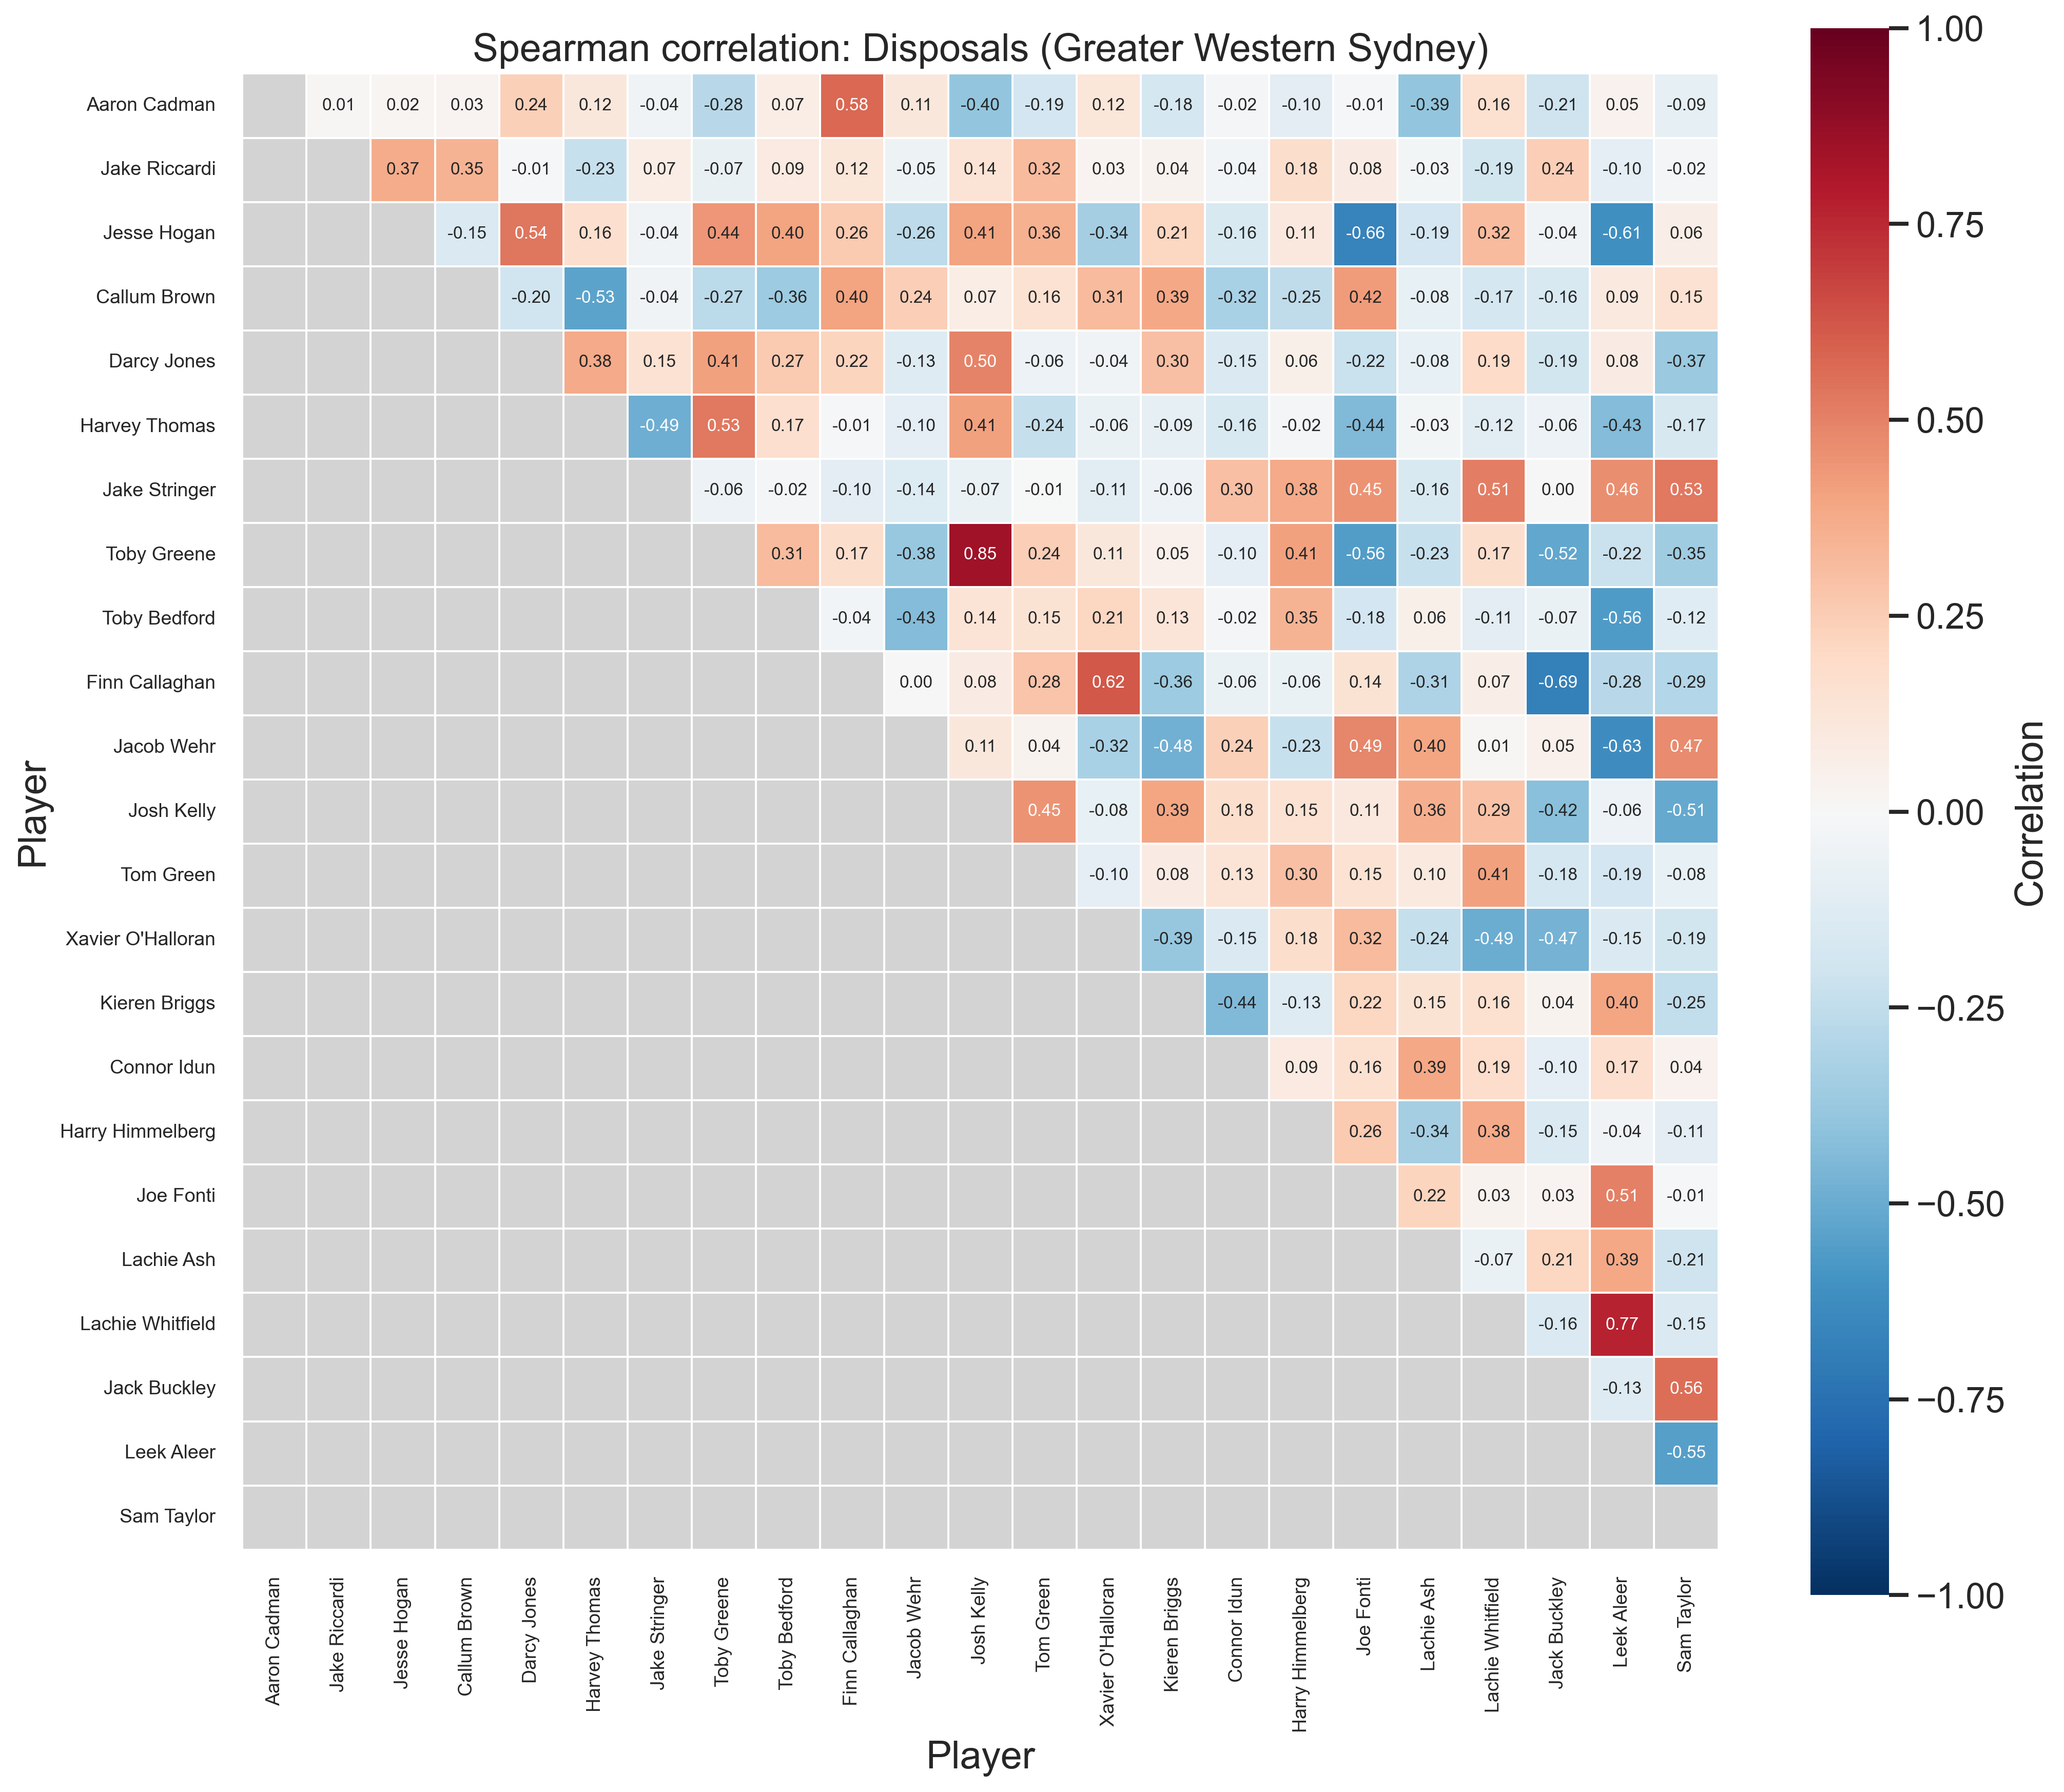 Spearman correlation: Disposals (Greater Western Sydney)
Aaron Cadman 0.01 0.02 0.03 0.24 0.12 -0.04 -0.28 0.07 0.58 0.11 -0.40 -0.19 0.12 -0.18 -0.02 -0.10 -0.01 -0.39 0.16 -0.21 0.05 -0.09
Jake Riccardi 0.37 0.35 -0.01 -0.23 0.07 -0.07 0.09 0.12 -0.05 0.14 0.32 0.03 0.04 -0.04 0.18 0.08 -0.03 -0.19 0.24 -0.10 -0.02
Jesse Hogan -0.15 0.54 0.16 -0.04 0.44 0.40 0.26 -0.26 0.41 0.36 -0.34 0.21 -0.16 0.11 -0.66 -0.19 0.32 -0.04 -0.61 0.06
Callum Brown -0.20 -0.53 -0.04 -0.27 -0.36 0.40 0.24 0.07 0.16 0.31 0.39 -0.32 -0.25 0.42 -0.08 -0.17 -0.16 0.09 0.15
Darcy Jones 0.38 0.15 0.41 0.27 0.22 -0.13 0.50 -0.06 -0.04 0.30 -0.15 0.06 -0.22 -0.08 0.19 -0.19 0.08 -0.37
Harvey Thomas -0.49 0.53 0.17 -0.01 -0.10 0.41 -0.24 -0.06 -0.09 -0.16 -0.02 -0.44 -0.03 -0.12 -0.06 -0.43 -0.17
Jake Stringer -0.06 -0.02 -0.10 -0.14 -0.07 -0.01 -0.11 -0.06 0.30 0.38 0.45 -0.16 0.51 0.00 0.46 0.53
Toby Greene 0.31 0.17 -0.38 0.85 0.24 0.11 0.05 -0.10 0.41 -0.56 -0.23 0.17 -0.52 -0.22 -0.35
Toby Bedford -0.04 -0.43 0.14 0.15 0.21 0.13 -0.02 0.35 -0.18 0.06 -0.11 -0.07 -0.56 -0.12
Finn Callaghan 0.00 0.08 0.28 0.62 -0.36 -0.06 -0.06 0.14 -0.31 0.07 -0.69 -0.28 -0.29
Jacob Wehr 0.11 0.04 -0.32 -0.48 0.24 -0.23 0.49 0.40 0.01 0.05 -0.63 0.47
Josh Kelly 0.45 -0.08 0.39 0.18 0.15 0.11 0.36 0.29 -0.42 -0.06 -0.51
Tom Green -0.10 0.08 0.13 0.30 0.15 0.10 0.41 -0.18 -0.19 -0.08
Xavier O'Halloran -0.39 -0.15 0.18 0.32 -0.24 -0.49 -0.47 -0.15 -0.19
Kieren Briggs -0.44 -0.13 0.22 0.15 0.16 0.04 0.40 -0.25
Connor Idun 0.09 0.16 0.39 0.19 -0.10 0.17 0.04
Harry Himmelberg 0.26 -0.34 0.38 -0.15 -0.04 -0.11
Joe Fonti 0.22 0.03 0.03 0.51 -0.01
Lachie Ash -0.07 0.21 0.39 -0.21
Lachie Whitfield -0.16 0.77 -0.15
Jack Buckley -0.13 0.56
Leek Aleer -0.55
Sam Taylor
Player
Aaron Cadman
Jake Riccardi
Jesse Hogan
Callum Brown
Darcy Jones
Harvey Thomas
Jake Stringer
Toby Greene
Toby Bedford
Finn Callaghan
Jacob Wehr
Josh Kelly
Tom Green
Xavier O'Halloran
Kieren Briggs
Connor Idun
Harry Himmelberg
Joe Fonti
Lachie Ash
Lachie Whitfield
Jack Buckley
Leek Aleer
Sam Taylor
Player
1.00
0.75
0.50
0.25
0.00
−0.25
−0.50
−0.75
−1.00
Correlation